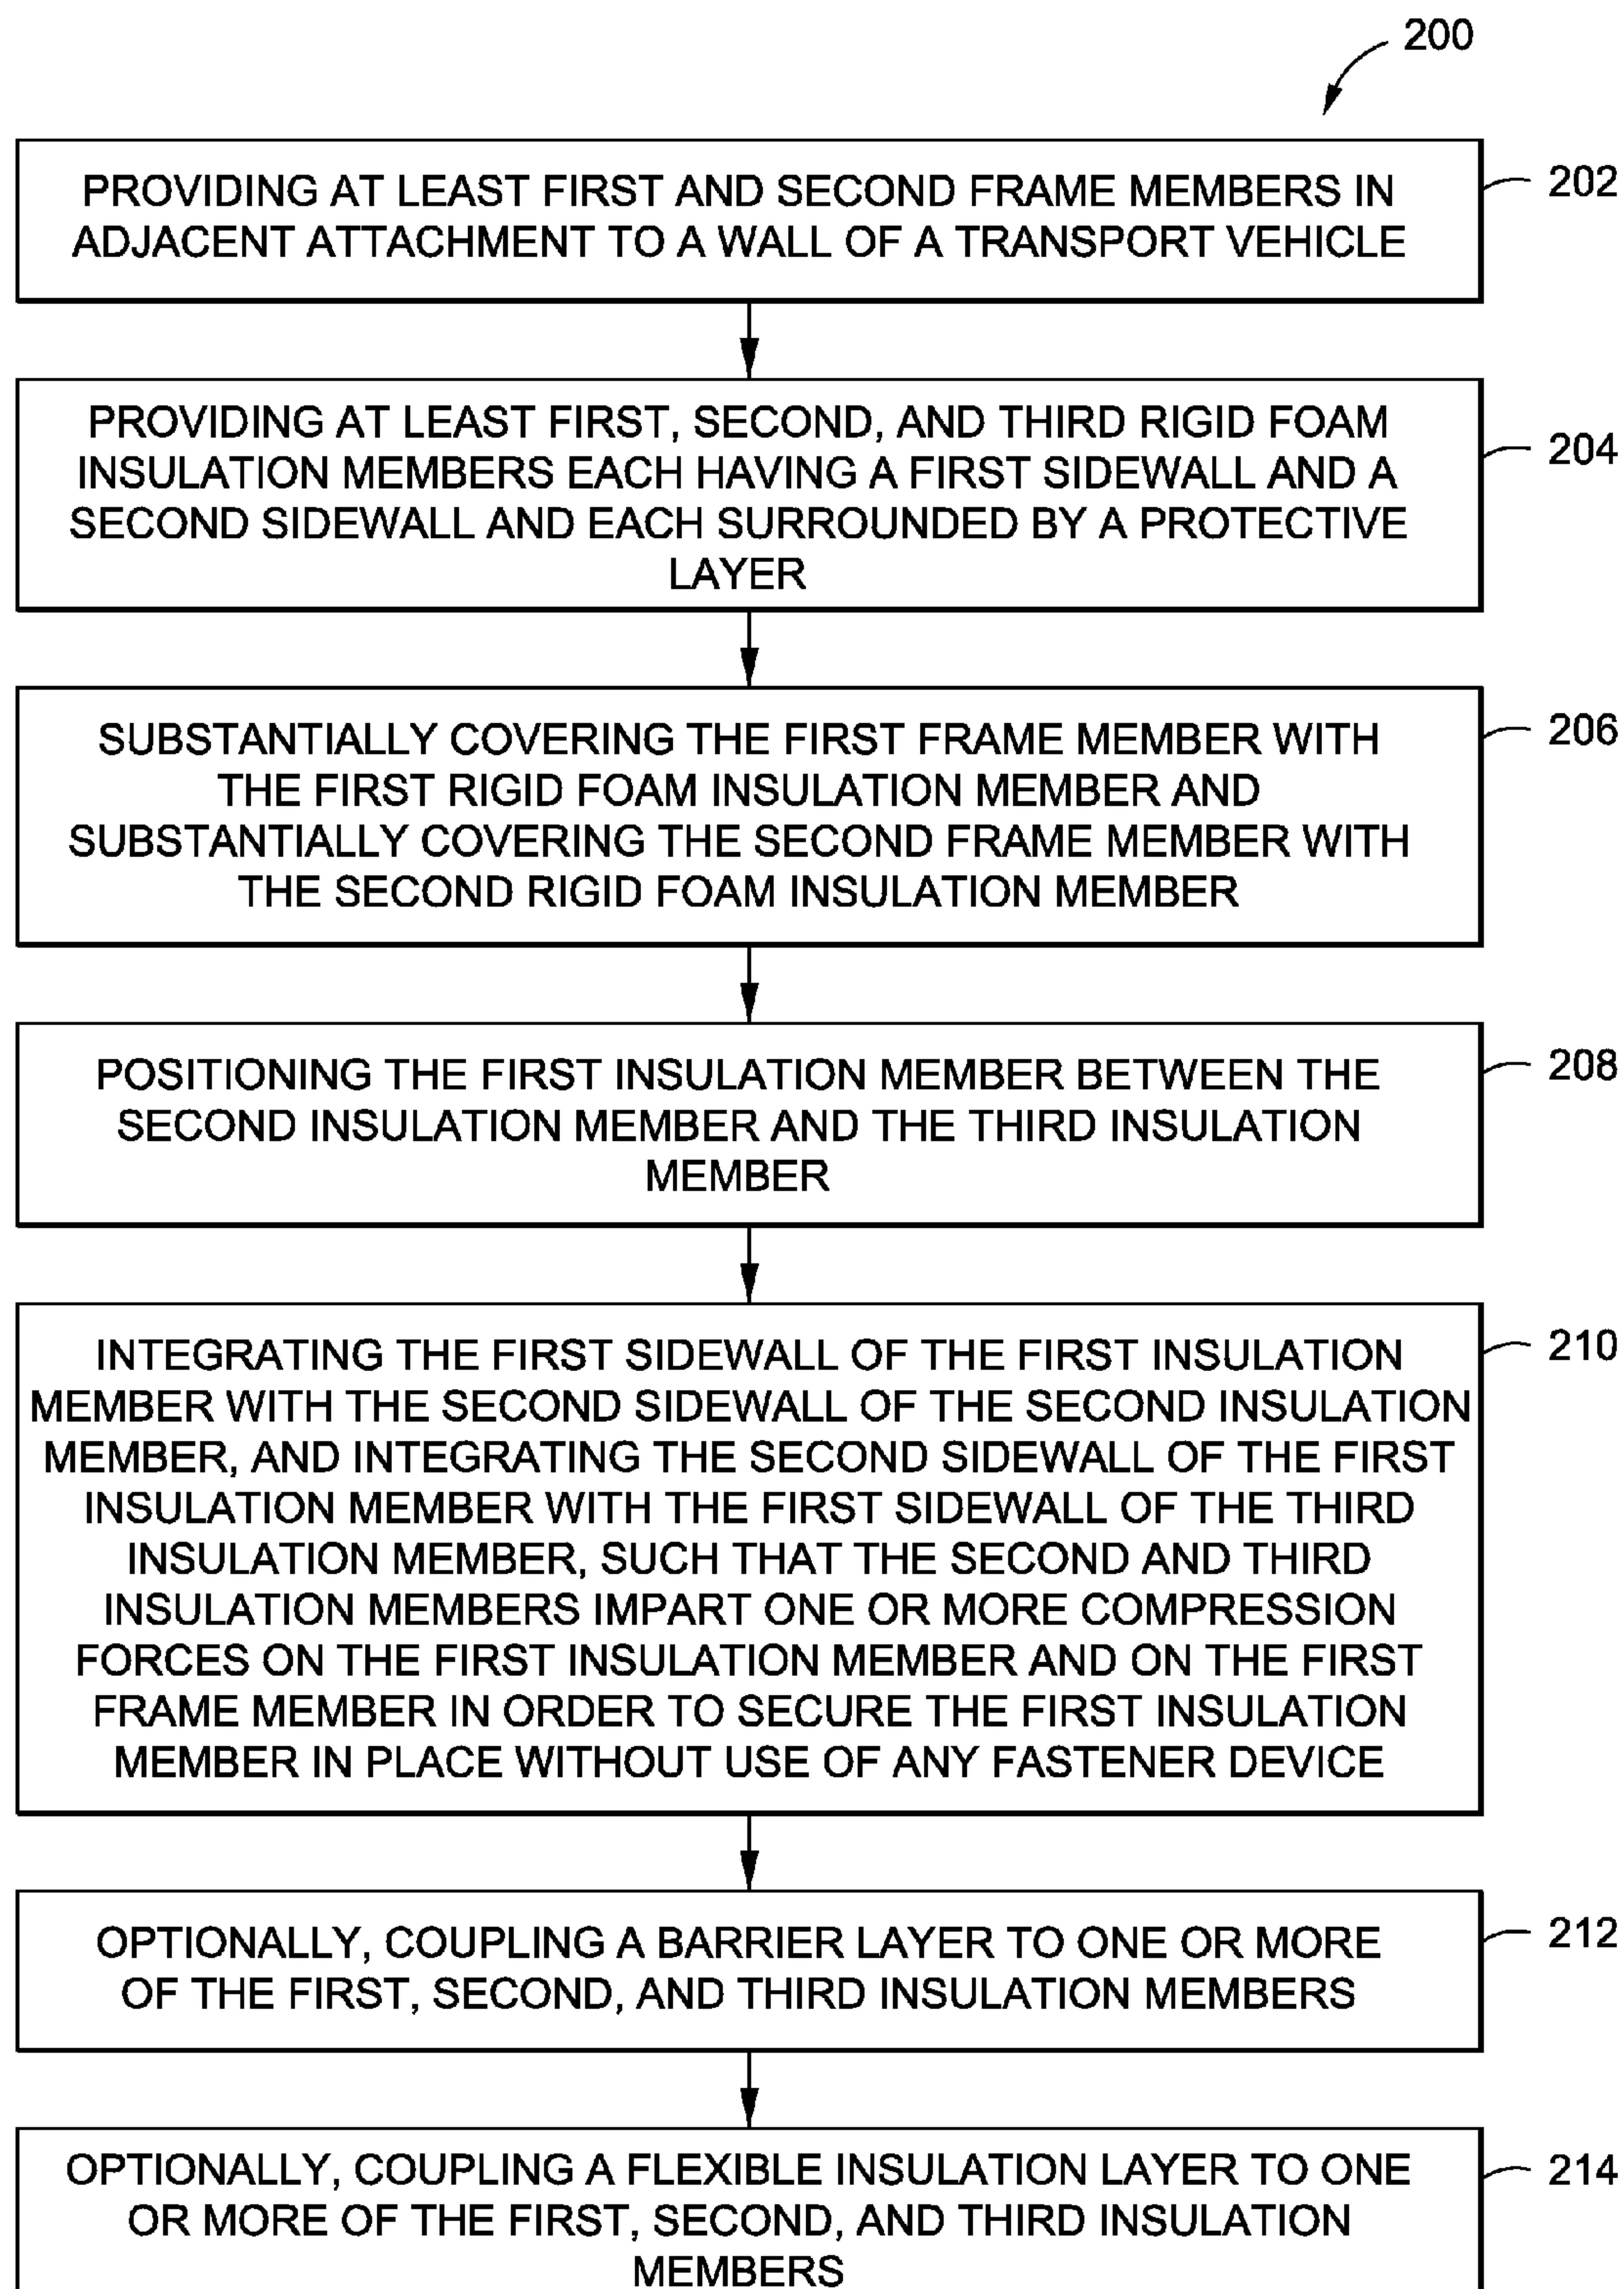 200
PROVIDING AT LEAST FIRST AND SECOND FRAME MEMBERS IN
ADJACENT ATTACHMENT TO A WALL OF A TRANSPORT VEHICLE
202
PROVIDING AT LEAST FIRST, SECOND, AND THIRD RIGID FOAM
INSULATION MEMBERS EACH HAVING A FIRST SIDEWALL AND A
SECOND SIDEWALL AND EACH SURROUNDED BY A PROTECTIVE
LAYER
204
SUBSTANTIALLY COVERING THE FIRST FRAME MEMBER WITH
THE FIRST RIGID FOAM INSULATION MEMBER AND
SUBSTANTIALLY COVERING THE SECOND FRAME MEMBER WITH
THE SECOND RIGID FOAM INSULATION MEMBER
206
POSITIONING THE FIRST INSULATION MEMBER BETWEEN THE
SECOND INSULATION MEMBER AND THE THIRD INSULATION
MEMBER
208
INTEGRATING THE FIRST SIDEWALL OF THE FIRST INSULATION
MEMBER WITH THE SECOND SIDEWALL OF THE SECOND INSULATION
MEMBER, AND INTEGRATING THE SECOND SIDEWALL OF THE FIRST
INSULATION MEMBER WITH THE FIRST SIDEWALL OF THE THIRD
INSULATION MEMBER, SUCH THAT THE SECOND AND THIRD
INSULATION MEMBERS IMPART ONE OR MORE COMPRESSION
FORCES ON THE FIRST INSULATION MEMBER AND ON THE FIRST
FRAME MEMBER IN ORDER TO SECURE THE FIRST INSULATION
MEMBER IN PLACE WITHOUT USE OF ANY FASTENER DEVICE
210
OPTIONALLY, COUPLING A BARRIER LAYER TO ONE OR MORE
OF THE FIRST, SECOND, AND THIRD INSULATION MEMBERS
212
OPTIONALLY, COUPLING A FLEXIBLE INSULATION LAYER TO ONE
OR MORE OF THE FIRST, SECOND, AND THIRD INSULATION
MEMBERS
214